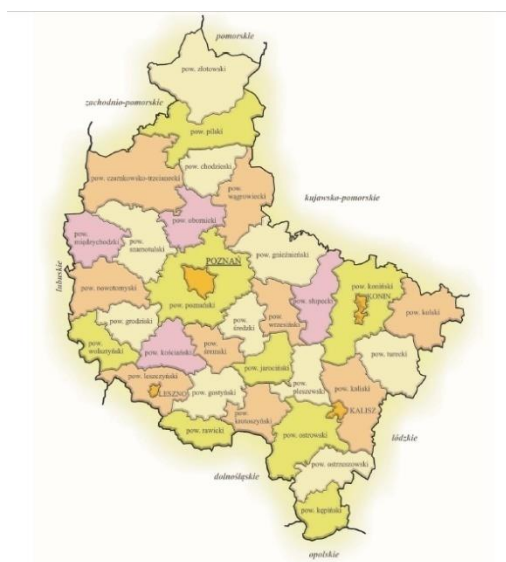 pomorskie
pow. złotowski
zachodnio-pomorskie
pow. pilski
pow. chodzieski
pow. czarnkowsko-trzcianecki
pow.
wągrowiecki
kujawsko-pomorskie
pow. obornicki
pow.
międzychodzki
pow.
szamotulski
POZNAŃ
pow. gnieźnieński
lubuskie
pow. nowotomyski
pow. poznański
pow. słupecki
pow. koniński
KONIN
pow. kolski
pow. grodziski
pow.
średzki
pow.
wrzesiński
pow.
wolsztyński
pow. kościański
pow.
śremski
pow. turecki
pow. jarociński
pow. leszczyński
LESZNO
pow. gostyński
pow.
pleszewski
pow. kaliski
pow.
krotoszyński
KALISZ
pow. rawicki
pow. ostrowski
łódzkie
pow. ostrzeszowski
dolnośląskie
pow. kępiński
opolskie